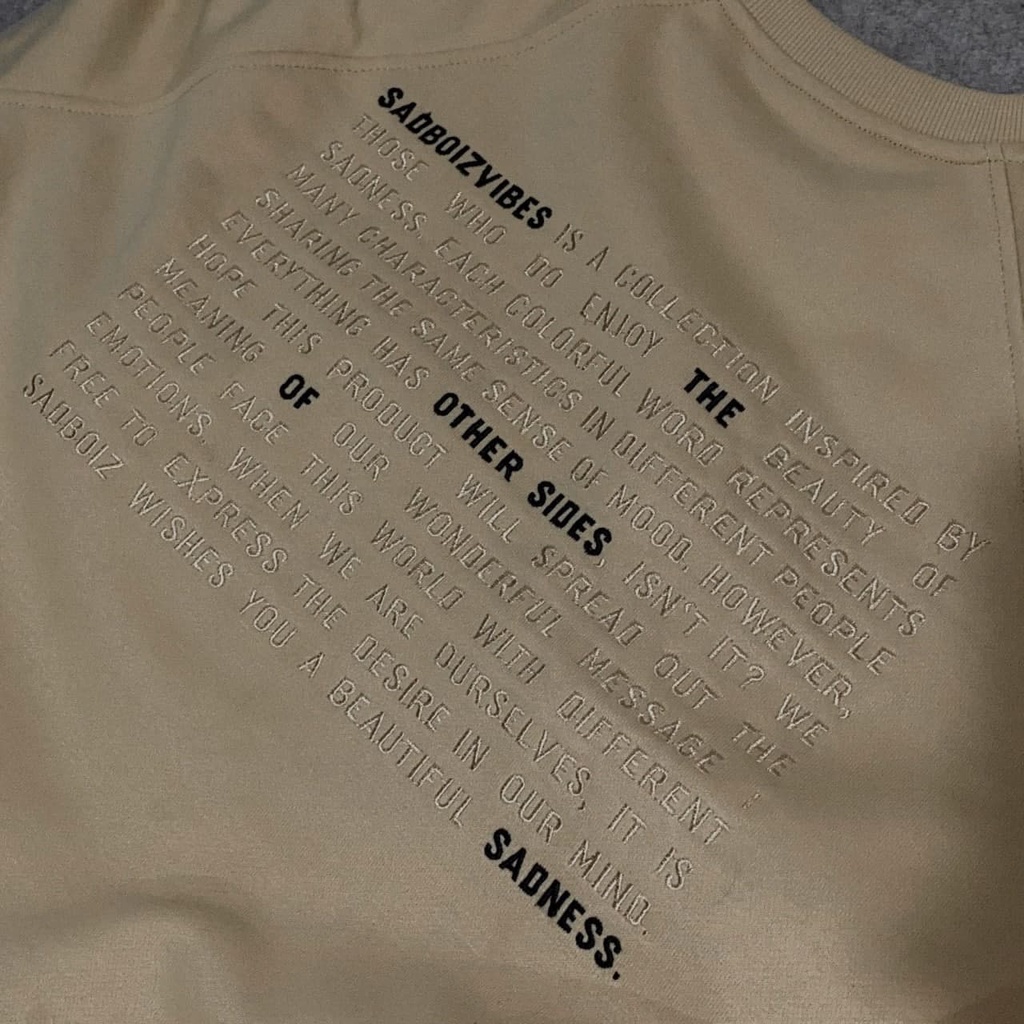 SADBOIZVIBES IS A COLLECTION INSPIRED BY
THOSE WHO DO ENJOY THE BEAUTY OF
SADNESS. EACH COLORFUL WORD REPRESENTS
MANY CHARACTERISTICS IN DIFFERENT PEOPLE
SHARING THE SAME SENSE OF MOOD. HOWEVER,
EVERYTHING HAS OTHER SIDES, ISN'T IT? WE
HOPE THIS PRODUCT WILL SPREAD OUT THE
MEANING OF OUR WONDERFUL MESSAGE !
PEOPLE FACE THIS WORLD WITH DIFFERENT
EMOTIONS. WHEN WE ARE OURSELVES, IT IS
FREE TO EXPRESS THE DESIRE IN OUR MIND.
SADBOIZ WISHES YOU A BEAUTIFUL SADNESS.